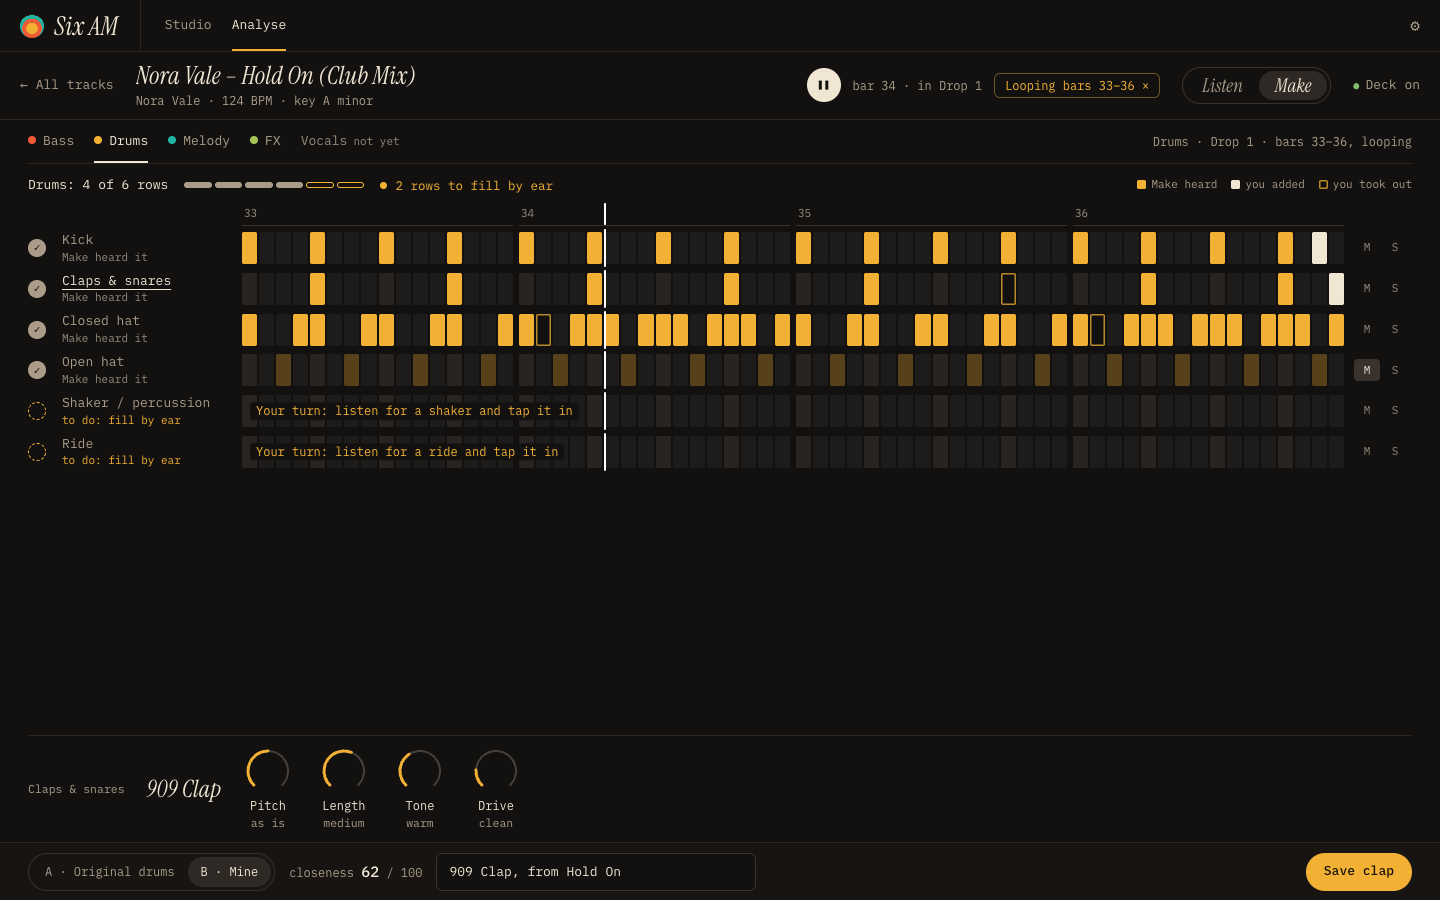 Six AM
Studio Analyse
← All tracks
Nora Vale – Hold On (Club Mix)
Nora Vale · 124 BPM · key A minor
bar 34 · in Drop 1
Looping bars 33–36 ×
Listen Make
Deck on
Bass Drums Melody FX Vocals not yet
Drums · Drop 1 · bars 33–36, looping
Drums: 4 of 6 rows
2 rows to fill by ear
Make heard you added you took out
33 34 35 36
Kick
Make heard it
M S
Claps & snares
Make heard it
M S
Closed hat
Make heard it
M S
Open hat
Make heard it
M S
Shaker / percussion
to do: fill by ear
Your turn: listen for a shaker and tap it in
M S
Ride
to do: fill by ear
Your turn: listen for a ride and tap it in
M S
Claps & snares
909 Clap
Pitch
as is
Length
medium
Tone
warm
Drive
clean
A · Original drums B · Mine
closeness 62 / 100
909 Clap, from Hold On
Save clap